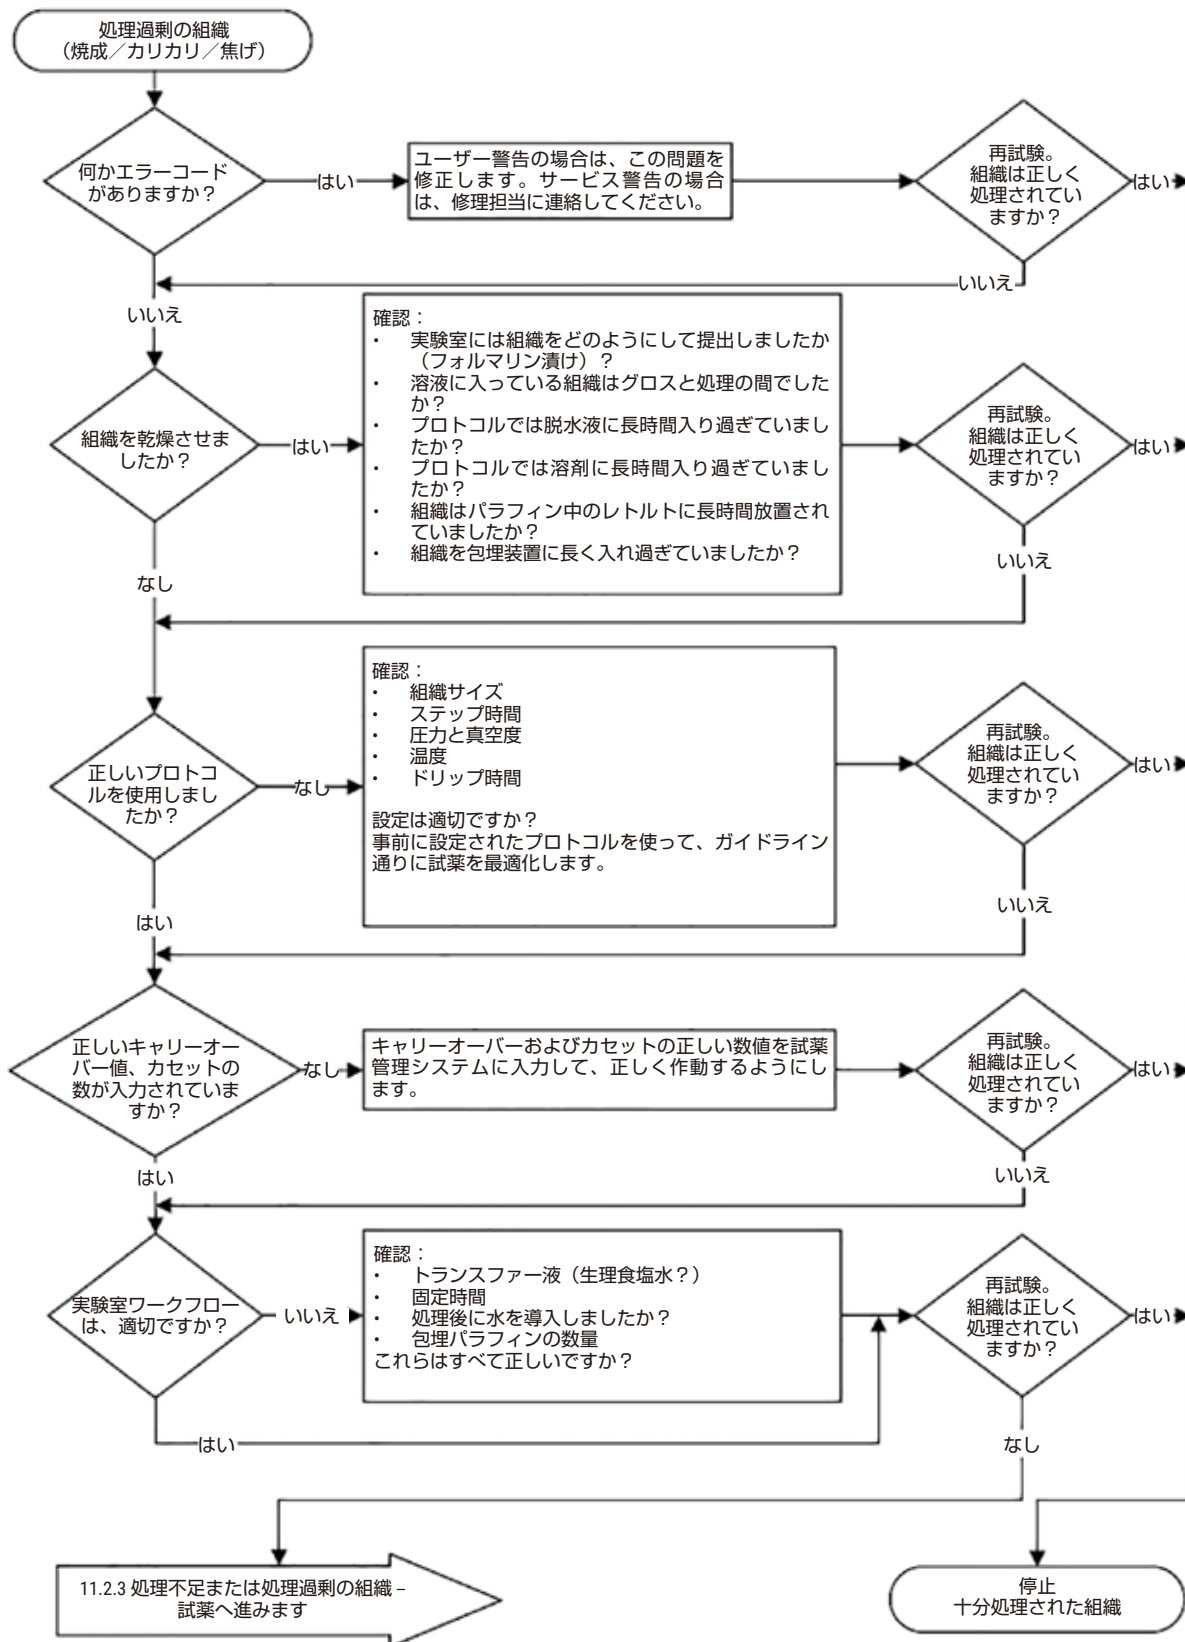 処理過剰の組織
（焼成／カリカリ／焦げ）
何かエラーコード
がありますか？
はい
ユーザー警告の場合は、この問題を
修正します。サービス警告の場合
は、修理担当に連絡してください。
再試験。
組織は正しく
処理されてい
ますか？
はい
いいえ
いいえ
組織を乾燥させま
したか？
はい
確認：
・ 実験室には組織をどのようにして提出しましたか
（フォルマリン漬け）？
・ 溶液に入っている組織はグロスと処理の間でした
か？
・ プロトコルでは脱水液に長時間入り過ぎていまし
たか？
・ プロトコルでは溶剤に長時間入り過ぎていまし
たか？
・ 組織はパラフィン中のレトルトに長時間放置され
ていましたか？
・ 組織を包埋装置に長く入れ過ぎていましたか？
再試験。
組織は正しく
処理されてい
ますか？
はい
いいえ
なし
正しいプロトコ
ルを使用しまし
たか？
なし
確認：
・ 組織サイズ
・ ステップ時間
・ 圧力と真空度
・ 温度
・ ドリップ時間
設定は適切ですか？
事前に設定されたプロトコルを使って、ガイドライン
通りに試薬を最適化します。
再試験。
組織は正しく
処理されてい
ますか？
はい
いいえ
はい
正しいキャリーオー
バー値、カセットの
数が入力されていま
すか？
なし
キャリーオーバーおよびカセットの正しい数値を試薬
管理システムに入力して、正しく作動するようにし
ます。
再試験。
組織は正しく
処理されてい
ますか？
はい
いいえ
はい
実験室ワークフロー
は、適切ですか？
いいえ
確認：
・ トランスファー液（生理食塩水？）
・ 固定時間
・ 処理後に水を導入しましたか？
・ 包埋パラフィンの数量
これらはすべて正しいですか？
再試験。
組織は正しく
処理されてい
ますか？
はい
はい
なし
11.2.3 処理不足または処理過剰の組織 –
試薬へ進みます
停止
十分処理された組織